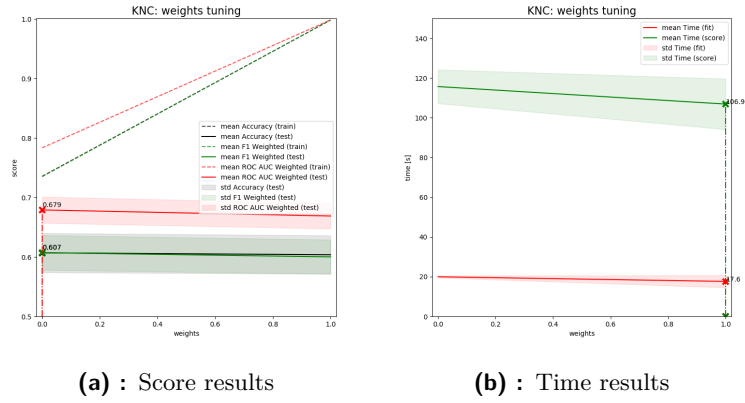 KNC: weights tuning
1.0
0.9
0.8
0.7
0.6
0.5
score
0.679
0.607
mean Accuracy (train)
mean Accuracy (test)
mean F1 Weighted (train)
mean F1 Weighted (test)
mean ROC AUC Weighted (train)
mean ROC AUC Weighted (test)
std Accuracy (test)
std F1 Weighted (test)
std ROC AUC Weighted (test)
0.0 0.2 0.4 0.6 0.8 1.0
weights
(a) : Score results
KNC: weights tuning
mean Time (fit)
mean Time (score)
std Time (fit)
std Time (score)
140
120
100
80
60
40
20
0
time [s]
106.9
17.6
0.0 0.2 0.4 0.6 0.8 1.0
weights
(b) : Time results